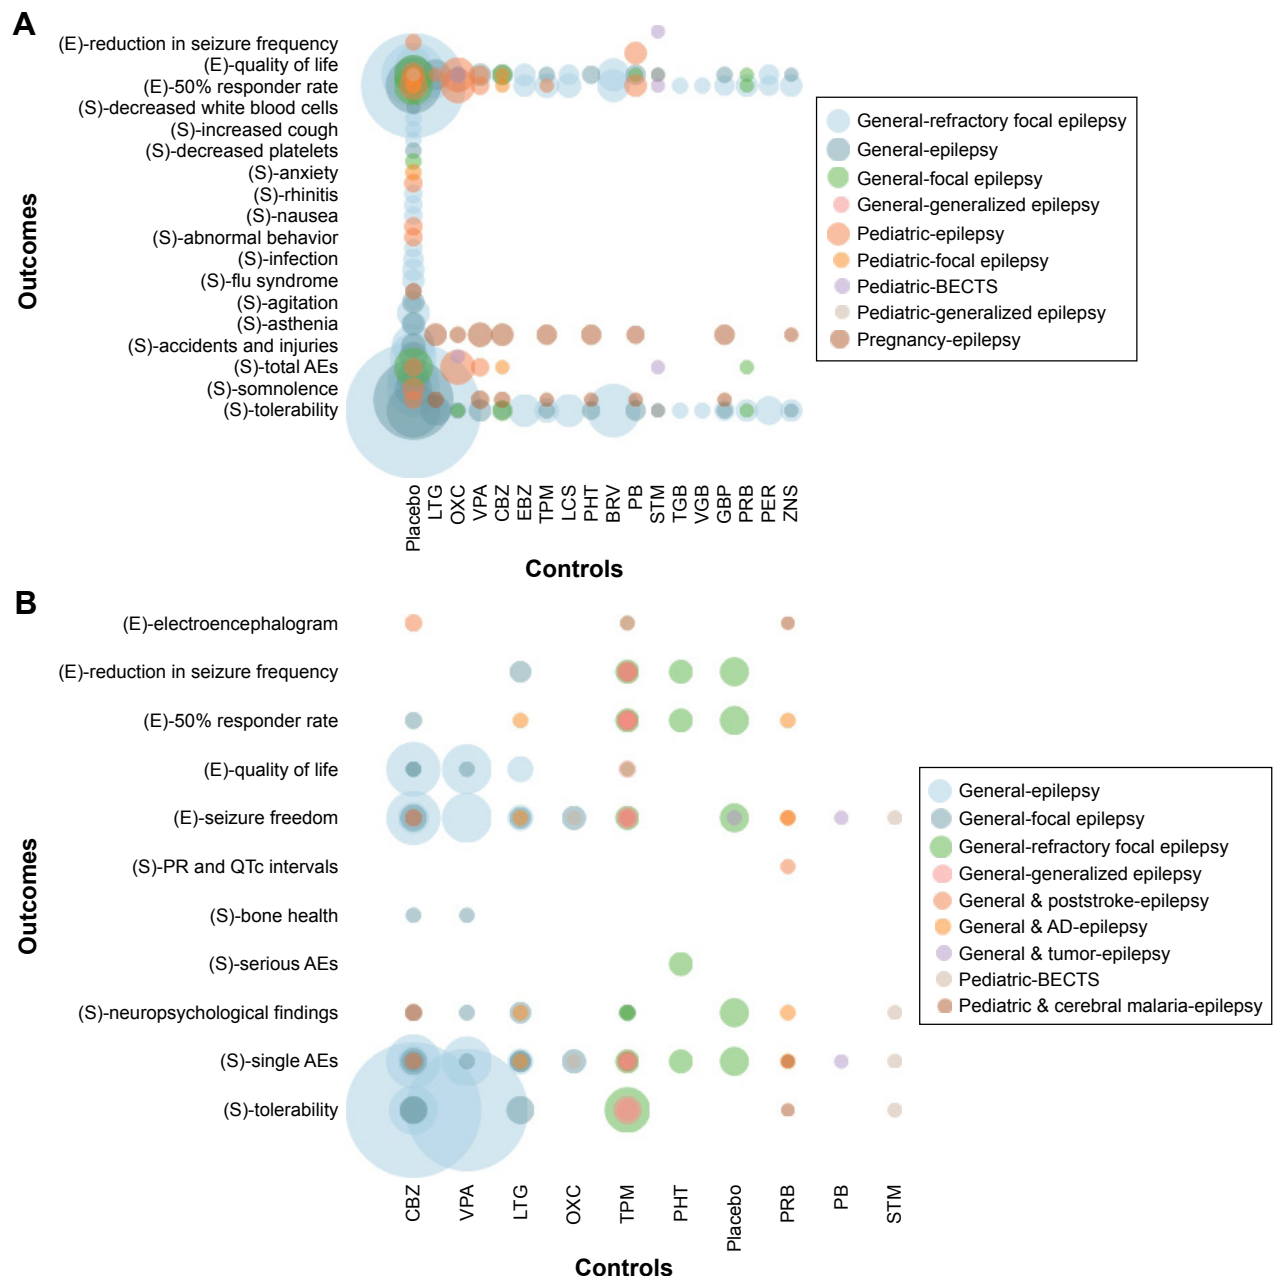 A
(E)-reduction in seizure frequency
(E)-quality of life
(E)-50% responder rate
(S)-decreased white blood cells
(S)-increased cough
(S)-decreased platelets
(S)-anxiety
(S)-rhinitis
(S)-nausea
(S)-abnormal behavior
(S)-infection
(S)-flu syndrome
(S)-agitation
(S)-asthenia
(S)-accidents and injuries
(S)-total AEs
(S)-somnolence
(S)-tolerability
Outcomes
Placebo
LTG
OXC
VPA
CBZ
EBZ
TPM
LCS
PHT
BRV
PB
STM
TGB
VGB
GBP
PRB
PER
ZNS
Controls
General-refractory focal epilepsy
General-epilepsy
General-focal epilepsy
General-generalized epilepsy
Pediatric-epilepsy
Pediatric-focal epilepsy
Pediatric-BECTS
Pediatric-generalized epilepsy
Pregnancy-epilepsy
B
(E)-electroencephalogram
(E)-reduction in seizure frequency
(E)-50% responder rate
(E)-quality of life
(E)-seizure freedom
(S)-PR and QTc intervals
(S)-bone health
(S)-serious AEs
(S)-neuropsychological findings
(S)-single AEs
(S)-tolerability
Outcomes
CBZ
VPA
LTG
OXC
TPM
PHT
Placebo
PRB
PB
STM
Controls
General-epilepsy
General-focal epilepsy
General-refractory focal epilepsy
General-generalized epilepsy
General & poststroke-epilepsy
General & AD-epilepsy
General & tumor-epilepsy
Pediatric-BECTS
Pediatric & cerebral malaria-epilepsy